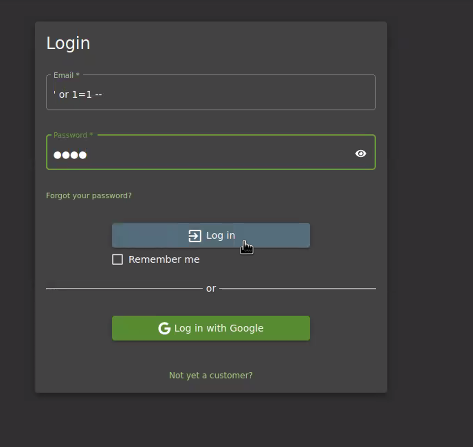 Login
Email *
' or 1=1 --
Password *
●●●●
Forgot your password?
Log in
Remember me
or
G Log in with Google
Not yet a customer?